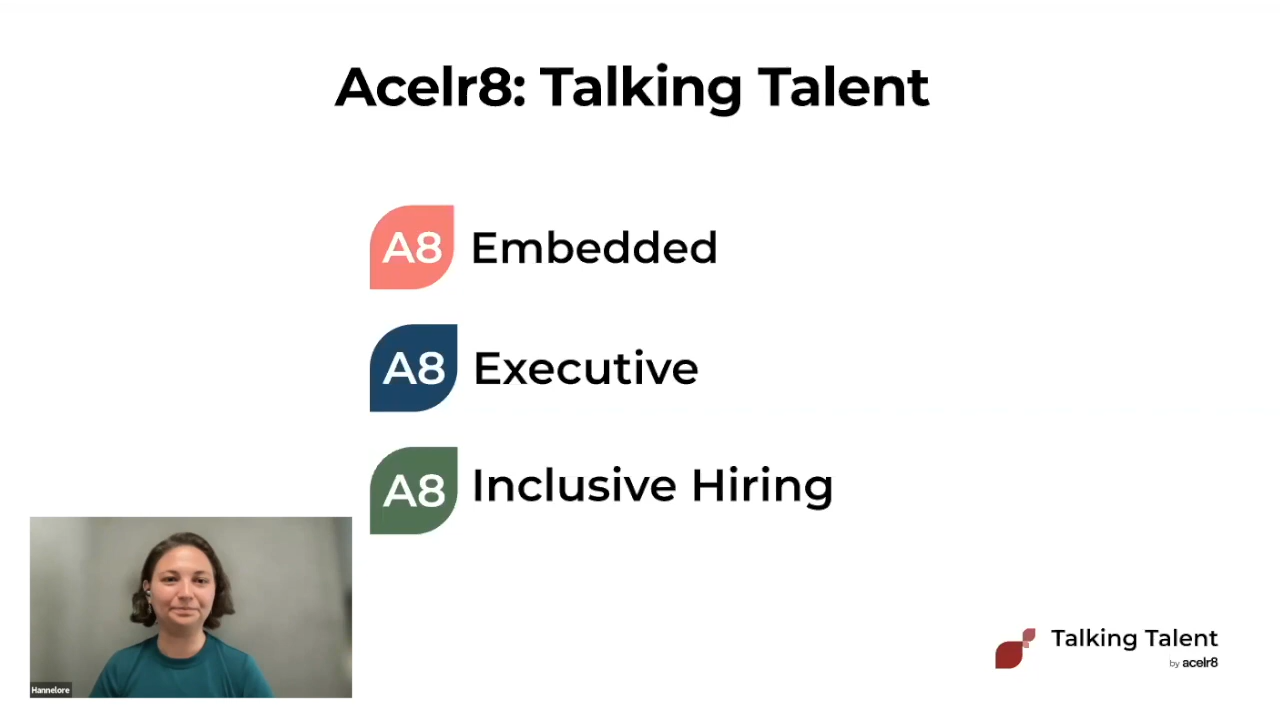 Acelr8: Talking Talent
A8 Embedded
A8 Executive
A8 Inclusive Hiring
Hannelore
Talking Talent
by acelr8